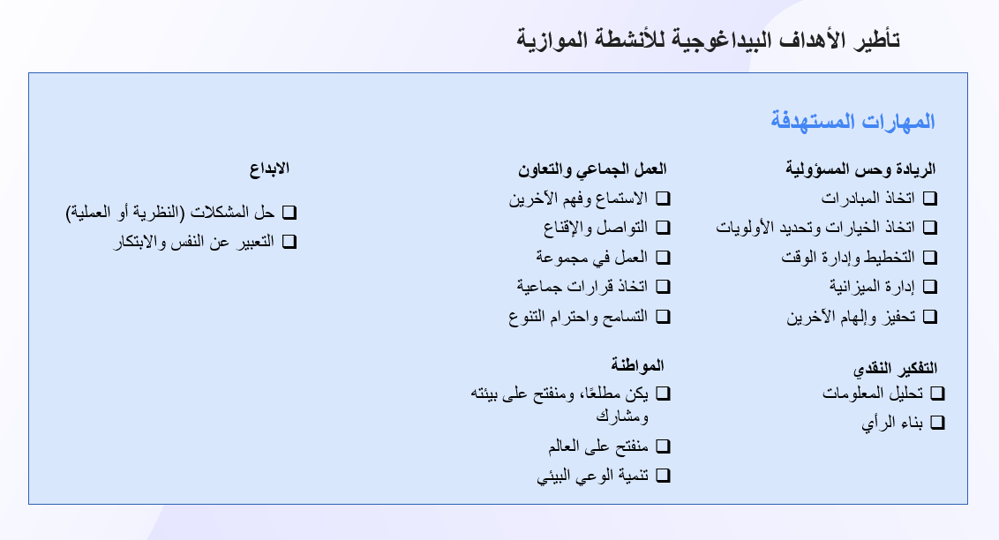 تأطير الأهداف البيداغوجية للأنشطة الموازية
المهارات المستهدفة
الريادة وحس المسؤولية
❑ اتخاذ المبادرات
❑ اتخاذ الخيارات وتحديد الأولويات
❑ التخطيط وإدارة الوقت
❑ إدارة الميزانية
❑ تحفيز وإلهام الآخرين
التفكير النقدي
❑ تحليل المعلومات
❑ بناء الرأي
العمل الجماعي والتعاون
❑ الاستماع وفهم الآخرين
❑ التواصل والإقناع
❑ العمل في مجموعة
❑ اتخاذ قرارات جماعية
❑ التسامح واحترام التنوع
المواطنة
❑ يكن مطلعًا، ومنفتح على بيئته
ومشارك
❑ منفتح على العالم
❑ تنمية الوعي البيئي
الابداع
❑ حل المشكلات (النظرية أو العملية)
❑ التعبير عن النفس والابتكار